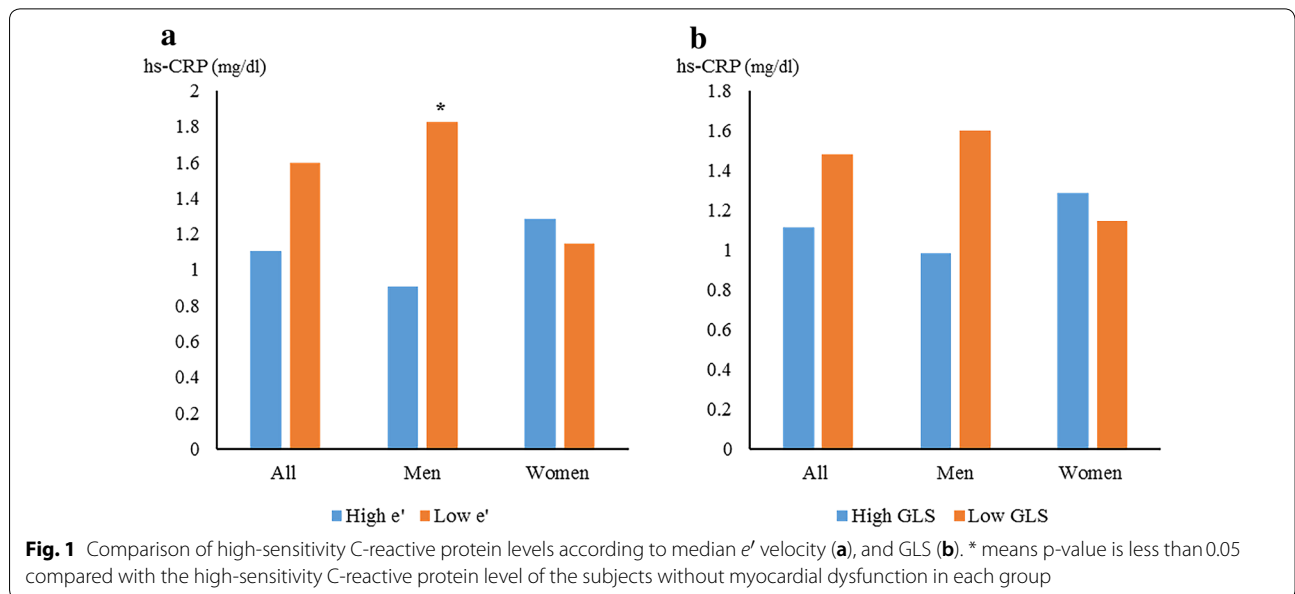 a
hs-CRP (mg/dl)
2
1.8
1.6
1.4
1.2
1
0.8
0.6
0.4
0.2
0
*
All Men Women
High e' Low e'
b
hs-CRP (mg/dl)
1.8
1.6
1.4
1.2
1
0.8
0.6
0.4
0.2
0
All Men Women
High GLS Low GLS
Fig. 1 Comparison of high-sensitivity C-reactive protein levels according to median e′ velocity (a), and GLS (b). * means p-value is less than 0.05
compared with the high-sensitivity C-reactive protein level of the subjects without myocardial dysfunction in each group